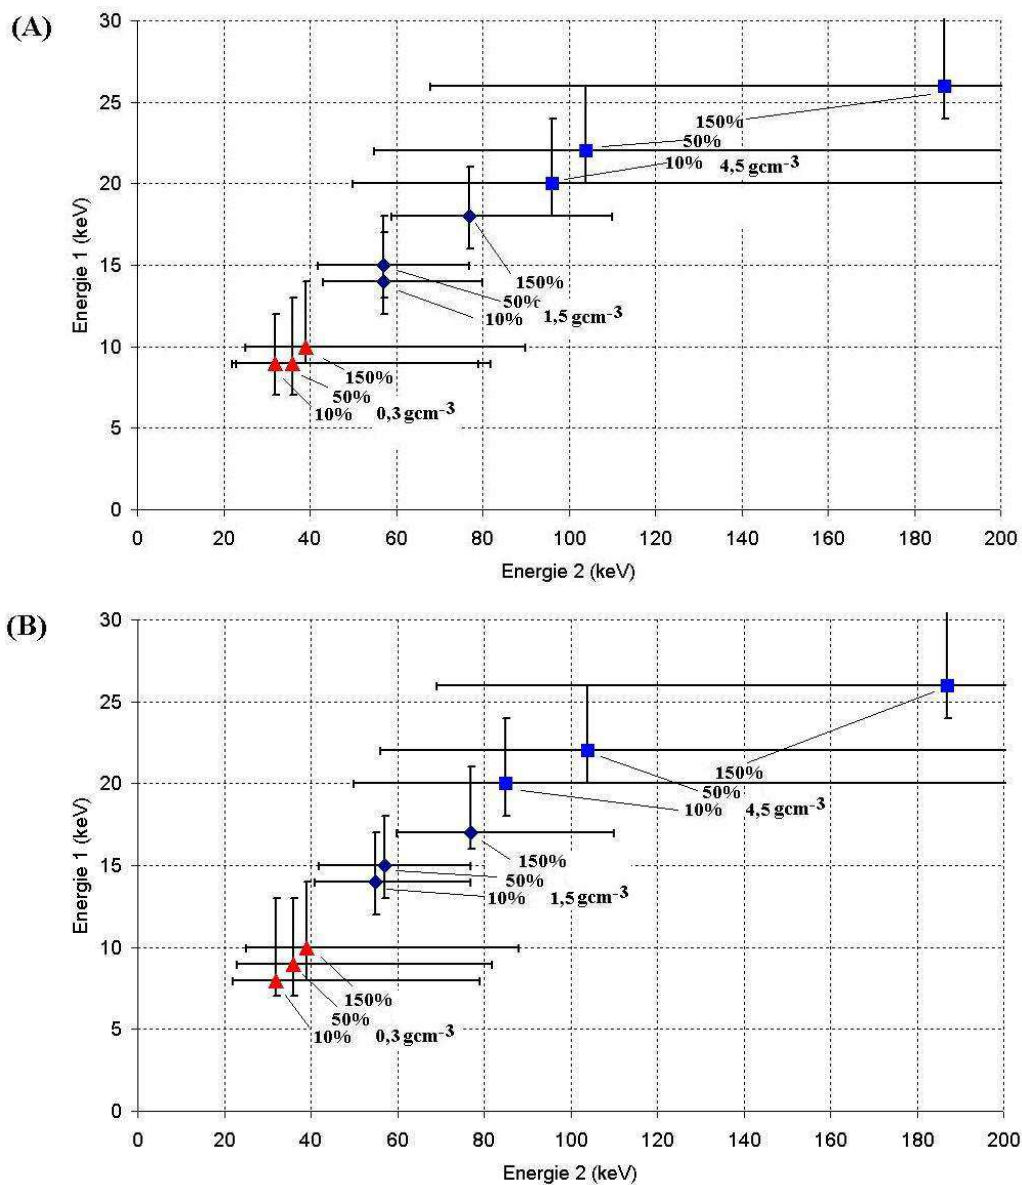 (A)
30
25
20
15
10
5
0
Energie 1 (keV)
150%
50%
10% 4,5 gcm-3
150%
50%
10% 1,5 gcm-3
150%
50%
10% 0,3 gcm-3
0 20 40 60 80 100 120 140 160 180 200
Energie 2 (keV)
(B)
30
25
20
15
10
5
0
Energie 1 (keV)
150%
50%
10% 4,5 gcm-3
150%
50%
10% 1,5 gcm-3
150%
50%
10% 0,3 gcm-3
0 20 40 60 80 100 120 140 160 180 200
Energie 2 (keV)